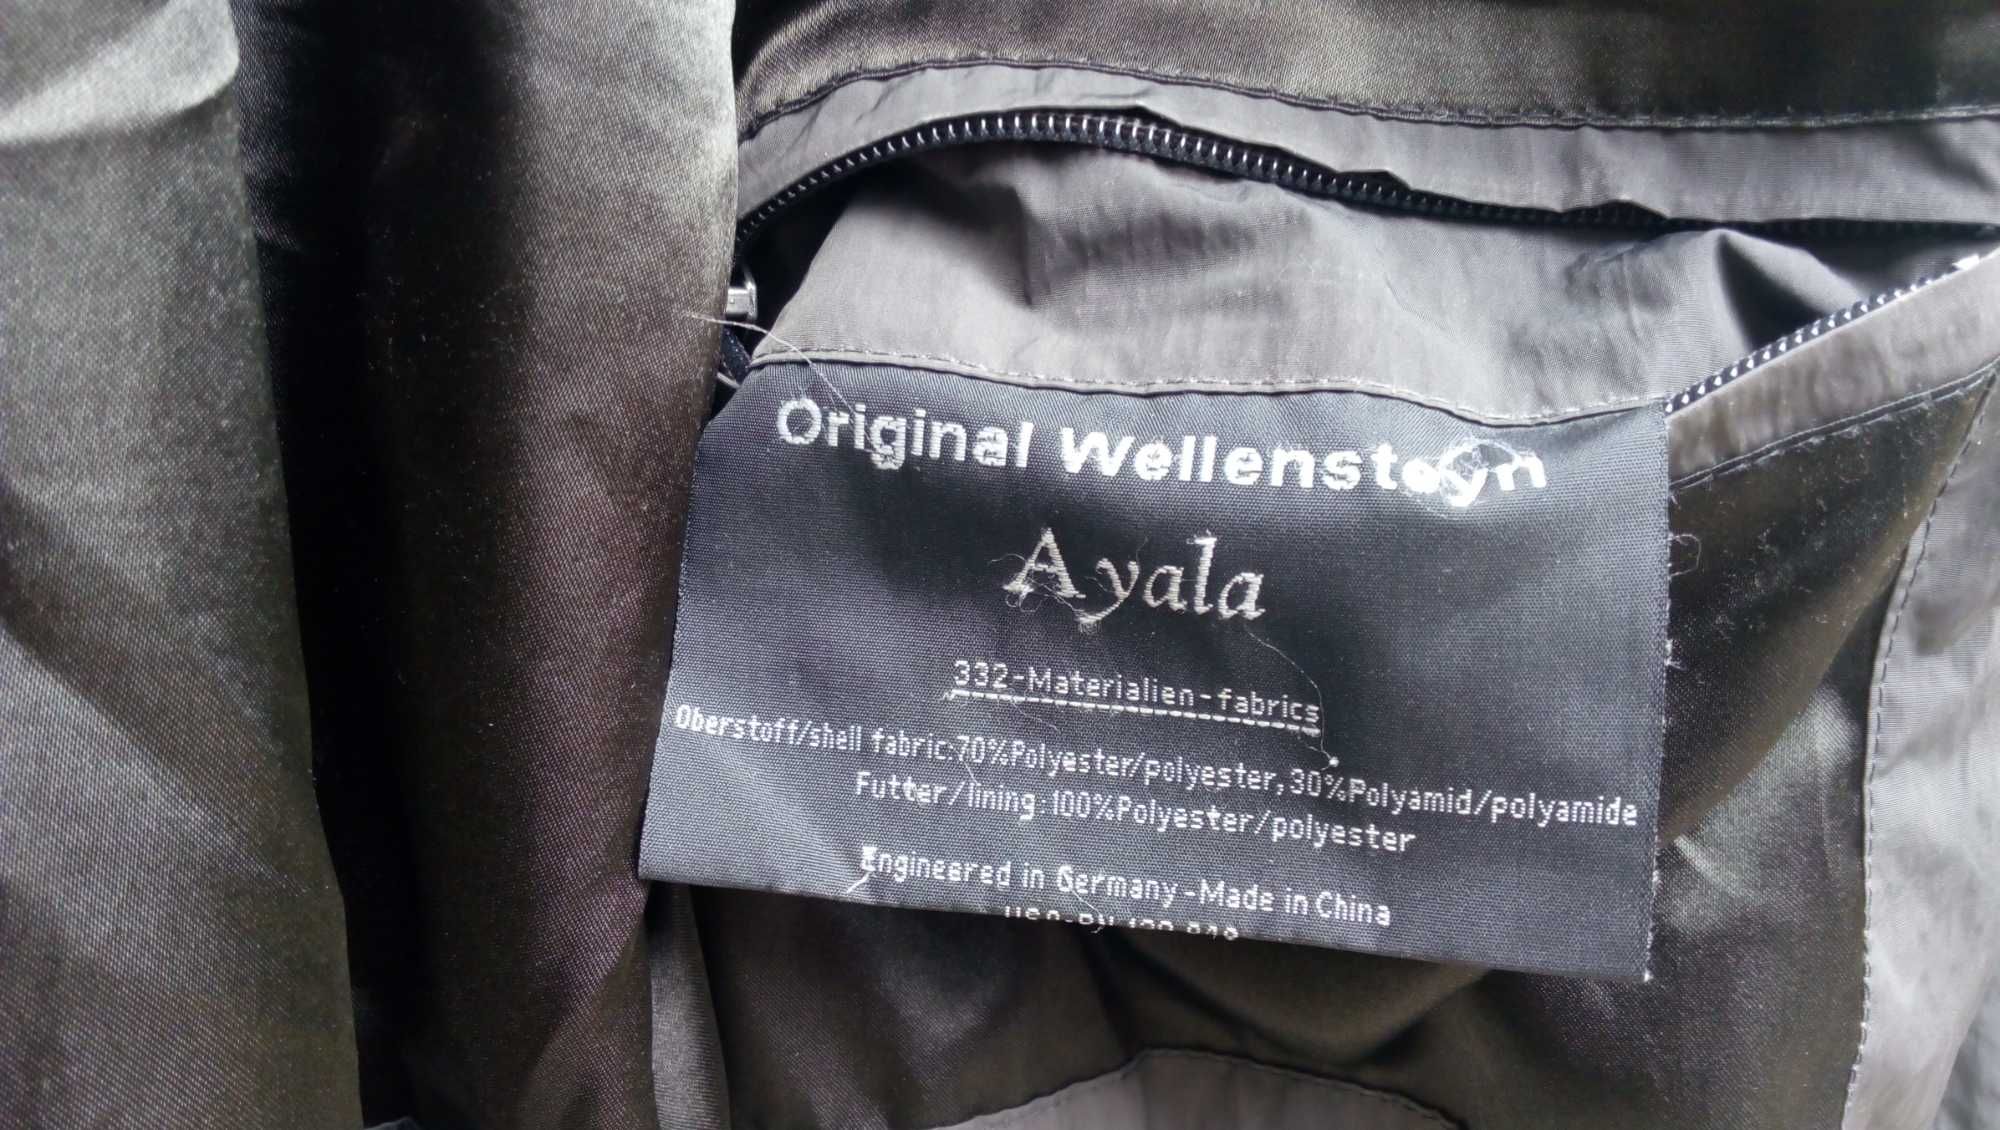 Original Wellensteyn
Ayala
332-Materialien-fabrics
Oberstoff/shell fabric:70%Polyester/polyester,30%Polyamid/polyamide
Futter/lining:100%Polyester/polyester
Engineered in Germany-Made in China